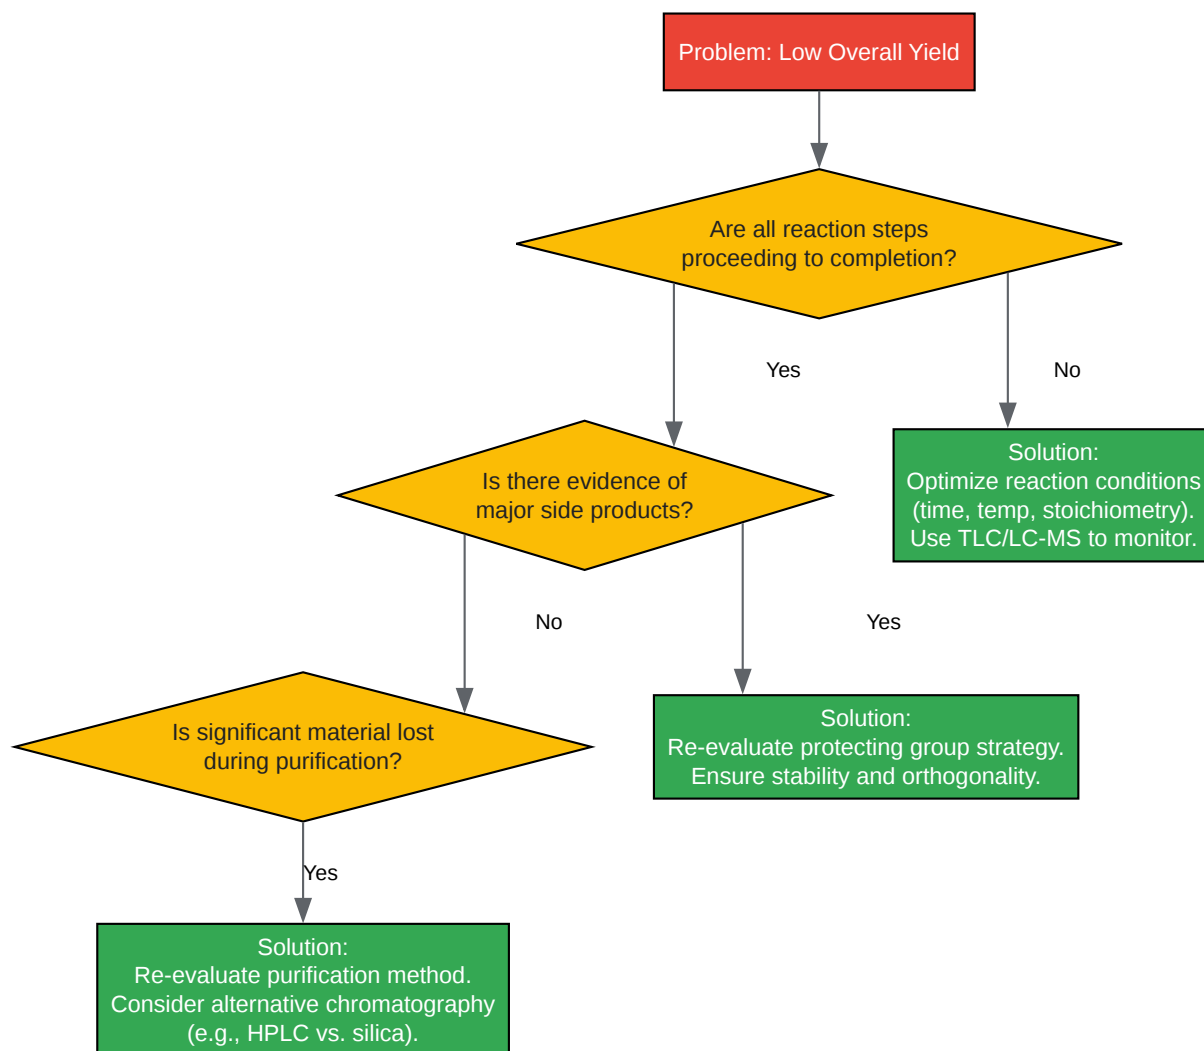 Problem: Low Overall Yield
Are all reaction steps
proceeding to completion?
Yes
No
Solution:
Optimize reaction conditions
(time, temp, stoichiometry).
Use TLC/LC-MS to monitor.
Is there evidence of
major side products?
No
Yes
Solution:
Re-evaluate protecting group strategy.
Ensure stability and orthogonality.
Is significant material lost
during purification?
Yes
Solution:
Re-evaluate purification method.
Consider alternative chromatography
(e.g., HPLC vs. silica).